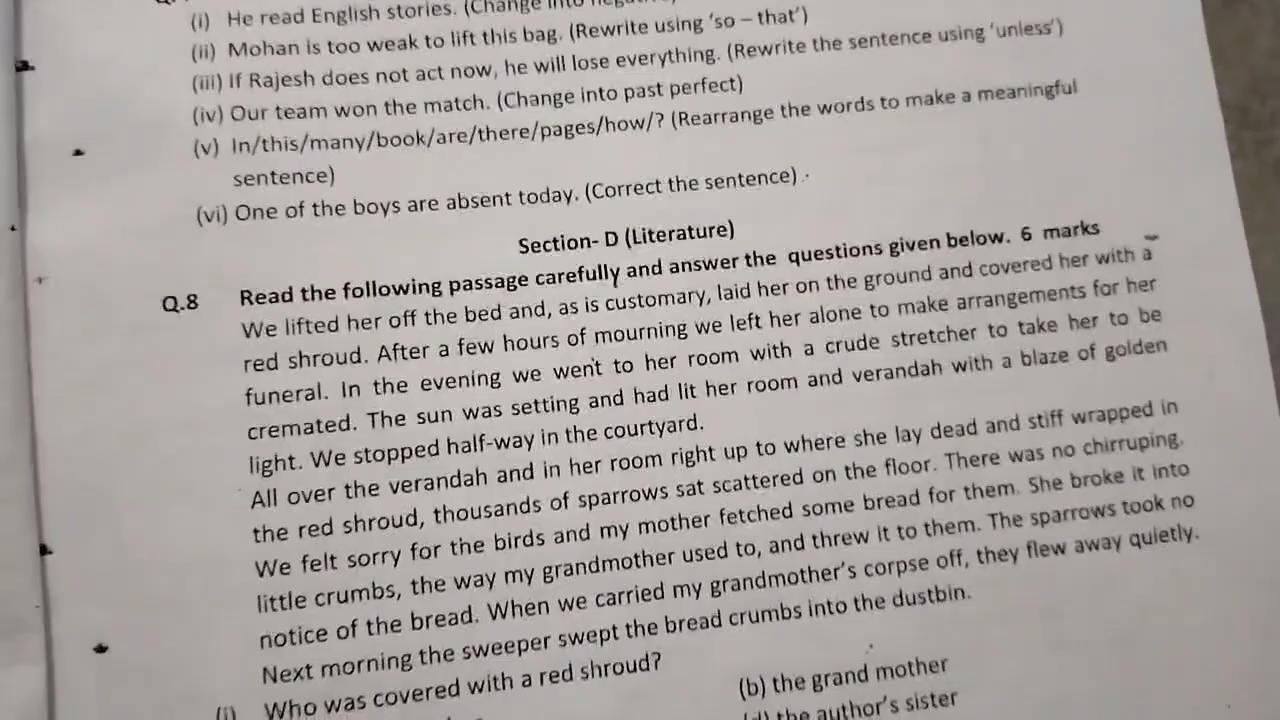 (i) He read English stories. (Change into negative)
(ii) Mohan is too weak to lift this bag. (Rewrite using ‘so – that’)
(iii) If Rajesh does not act now, he will lose everything. (Rewrite the sentence using ‘unless’)
(iv) Our team won the match. (Change into past perfect)
(v) In/this/many/book/are/there/pages/how/? (Rearrange the words to make a meaningful
sentence)
(vi) One of the boys are absent today. (Correct the sentence)
Section- D (Literature)
Q.8 Read the following passage carefully and answer the questions given below. 6 marks
We lifted her off the bed and, as is customary, laid her on the ground and covered her with a
red shroud. After a few hours of mourning we left her alone to make arrangements for her
funeral. In the evening we went to her room with a crude stretcher to take her to be
cremated. The sun was setting and had lit her room and verandah with a blaze of golden
light. We stopped half-way in the courtyard.
All over the verandah and in her room right up to where she lay dead and stiff wrapped in
the red shroud, thousands of sparrows sat scattered on the floor. There was no chirruping.
We felt sorry for the birds and my mother fetched some bread for them. She broke it into
little crumbs, the way my grandmother used to, and threw it to them. The sparrows took no
notice of the bread. When we carried my grandmother’s corpse off, they flew away quietly.
Next morning the sweeper swept the bread crumbs into the dustbin.
(i) Who was covered with a red shroud?
(b) the grand mother
(d) the author’s sister